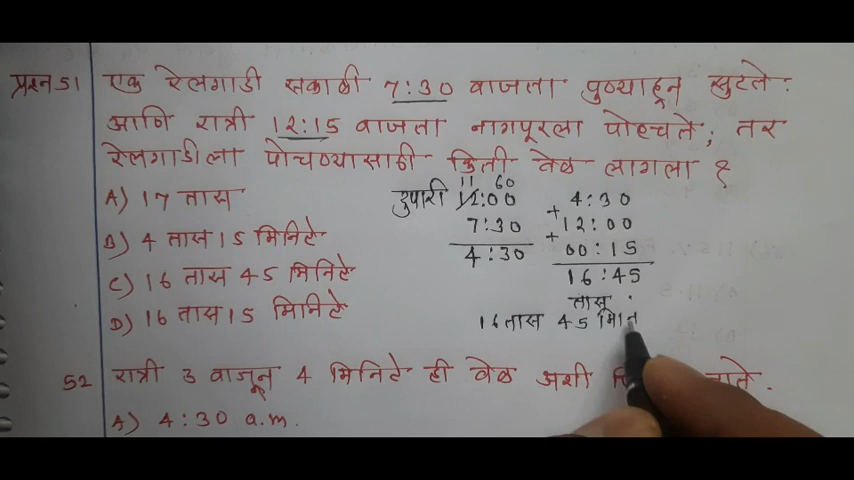 प्रश्न 51 एक रेलगाडी सकाळी 7:30 वाजता पुण्याहून सुटते.
आणि रात्री 12:15 वाजता नागपूरला पोहचते; तर
रेलगाडीला पोचण्यासाठी किती वेळ लागला ?
A) 17 तास
B) 4 तास 15 मिनिटे
C) 16 तास 45 मिनिटे
D) 16 तास 15 मिनिटे
11 60
दुपारी 12:00
7:30
4:30
4:30
+ 12:00
+ 00:15
16:45
तास :
16 तास 45 मिन
52 रात्री 3 वाजून 4 मिनिटे ही वेळ अशी
A) 4:30 a.m.